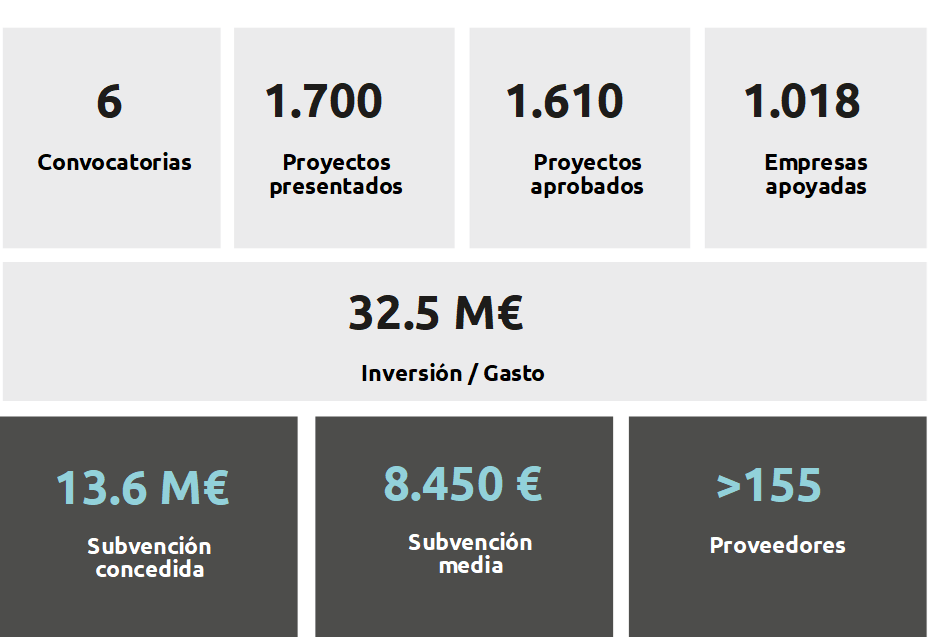 6
Convocatorias
1.700
Proyectos
presentados
1.610
Proyectos
aprobados
1.018
Empresas
apoyadas
32.5 M€
Inversión / Gasto
13.6 M€
Subvención
concedida
8.450 €
Subvención
media
>155
Proveedores